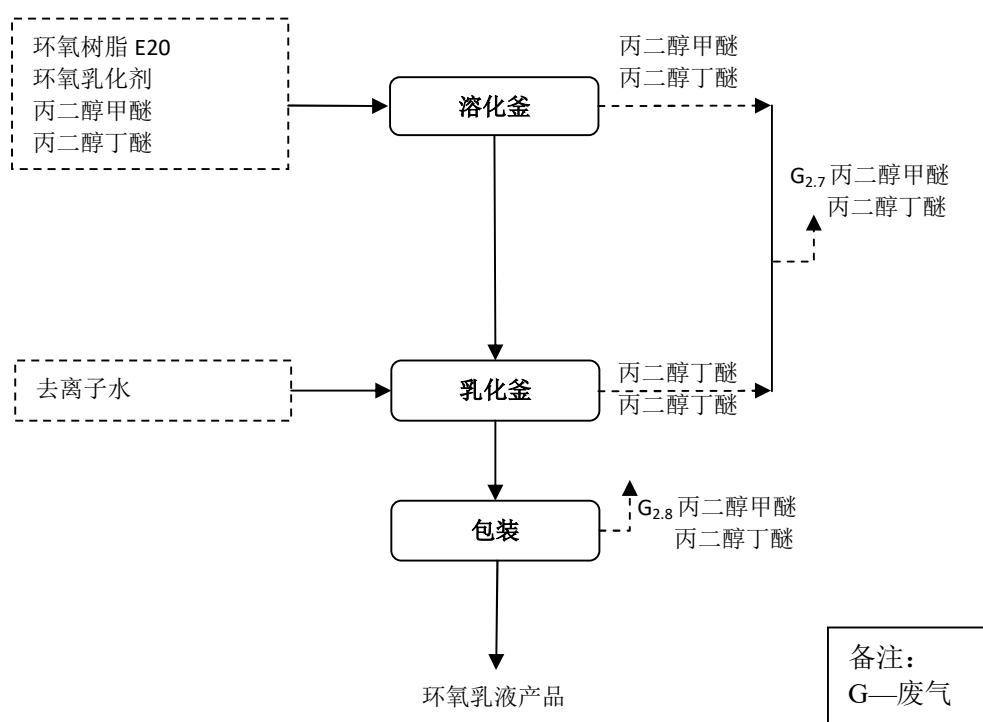 环氧树脂 E20
环氧乳化剂
丙二醇甲醚
丙二醇丁醚
溶化釜
丙二醇甲醚
丙二醇丁醚
G2.7 丙二醇甲醚
丙二醇丁醚
去离子水
乳化釜
丙二醇丁醚
丙二醇丁醚
包装
G2.8 丙二醇甲醚
丙二醇丁醚
环氧乳液产品
备注：
G—废气